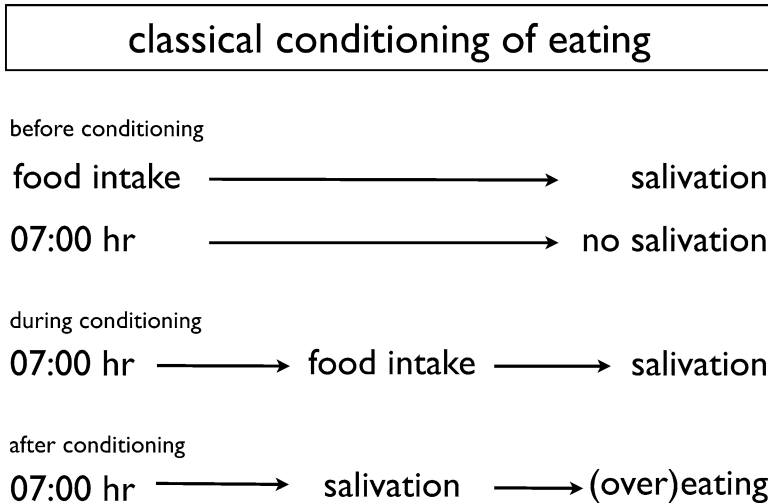 classical conditioning of eating
before conditioning
food intake salivation
07:00 hr no salivation
during conditioning
07:00 hr food intake salivation
after conditioning
07:00 hr salivation (over)eating